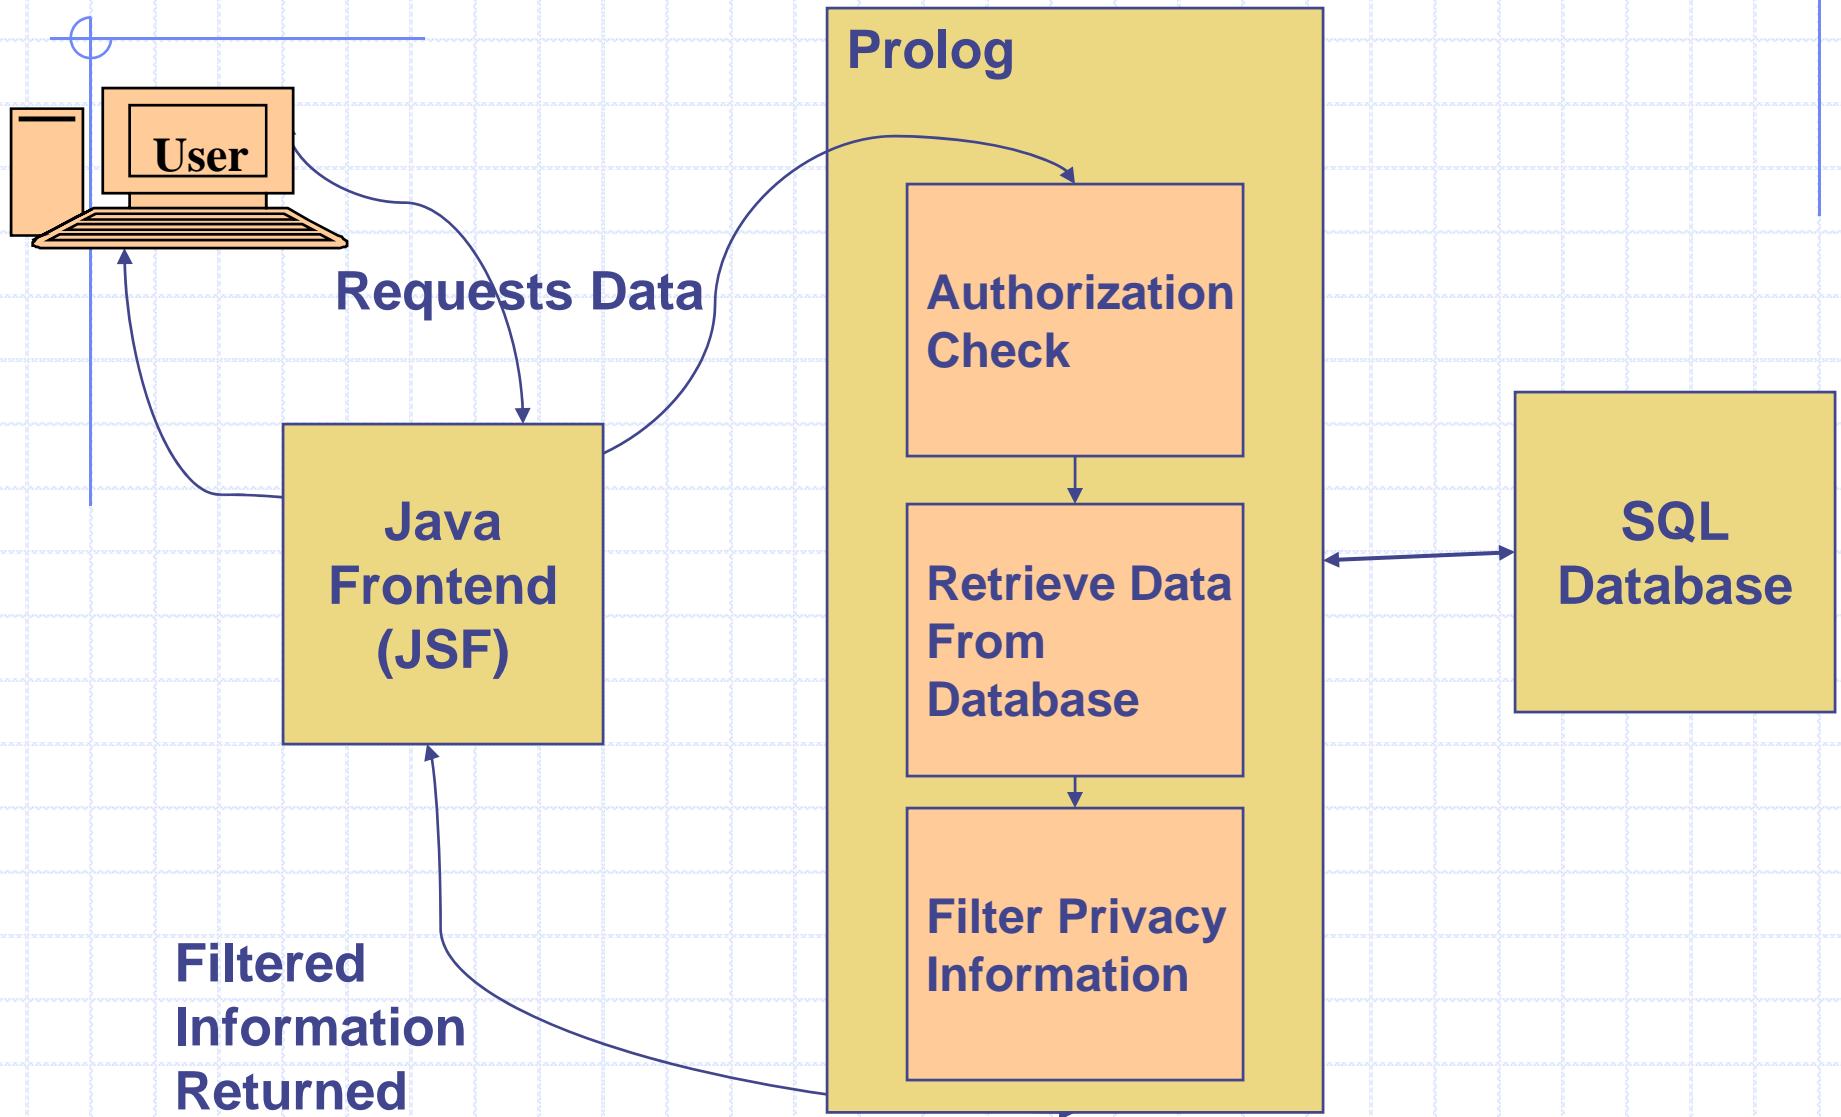 User
Requests Data
Java
Frontend
(JSF)
Prolog
Authorization
Check
Retrieve Data
From
Database
Filter Privacy
Information
SQL
Database
Filtered
Information
Returned